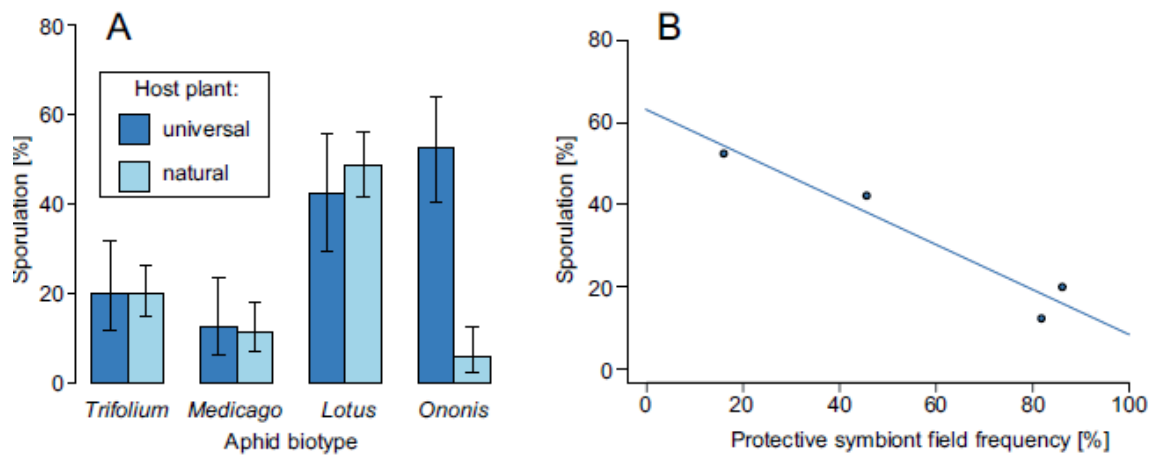 A
80
60
40
20
0
Sporulation [%]
Host plant:
universal
natural
Trifolium Medicago Lotus Ononis
Aphid biotype
B
80
60
40
20
0
Sporulation [%]
0 20 40 60 80 100
Protective symbiont field frequency [%]